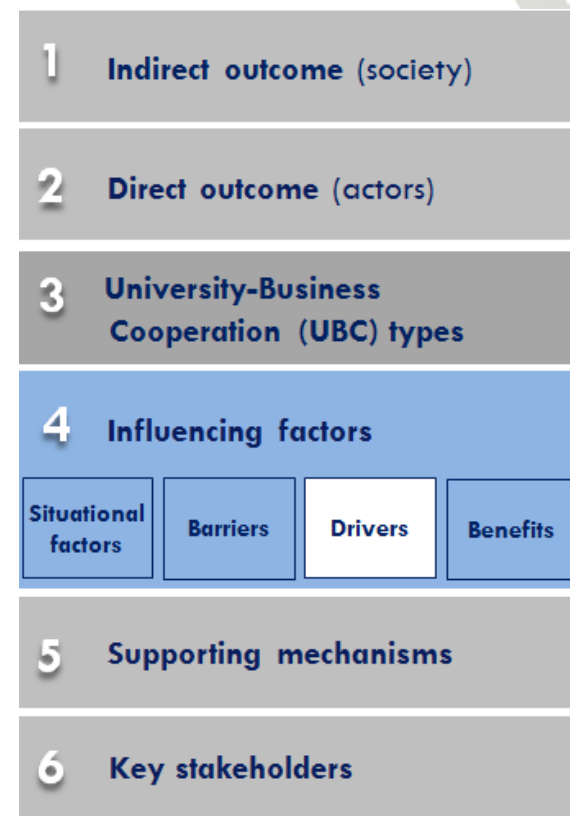 1 Indirect outcome (society)
2 Direct outcome (actors)
3 University-Business
Cooperation (UBC) types
4 Influencing factors
Situational
factors
Barriers
Drivers
Benefits
5 Supporting mechanisms
6 Key stakeholders